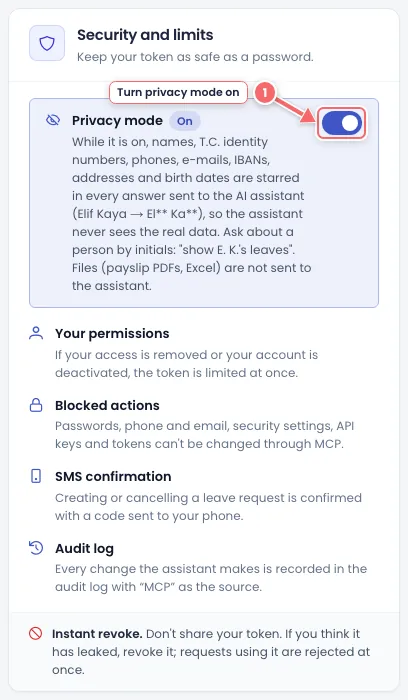 Security and limits
Keep your token as safe as a password.
Turn privacy mode on
1
Privacy mode On
While it is on, names, T.C. identity
numbers, phones, e-mails, IBANs,
addresses and birth dates are starred
in every answer sent to the AI assistant
(Elif Kaya → El** Ka**), so the assistant
never sees the real data. Ask about a
person by initials: "show E. K.'s leaves".
Files (payslip PDFs, Excel) are not sent to
the assistant.
Your permissions
If your access is removed or your account is
deactivated, the token is limited at once.
Blocked actions
Passwords, phone and email, security settings, API
keys and tokens can't be changed through MCP.
SMS confirmation
Creating or cancelling a leave request is confirmed
with a code sent to your phone.
Audit log
Every change the assistant makes is recorded in the
audit log with “MCP” as the source.
Instant revoke. Don't share your token. If you think it
has leaked, revoke it; requests using it are rejected at
once.